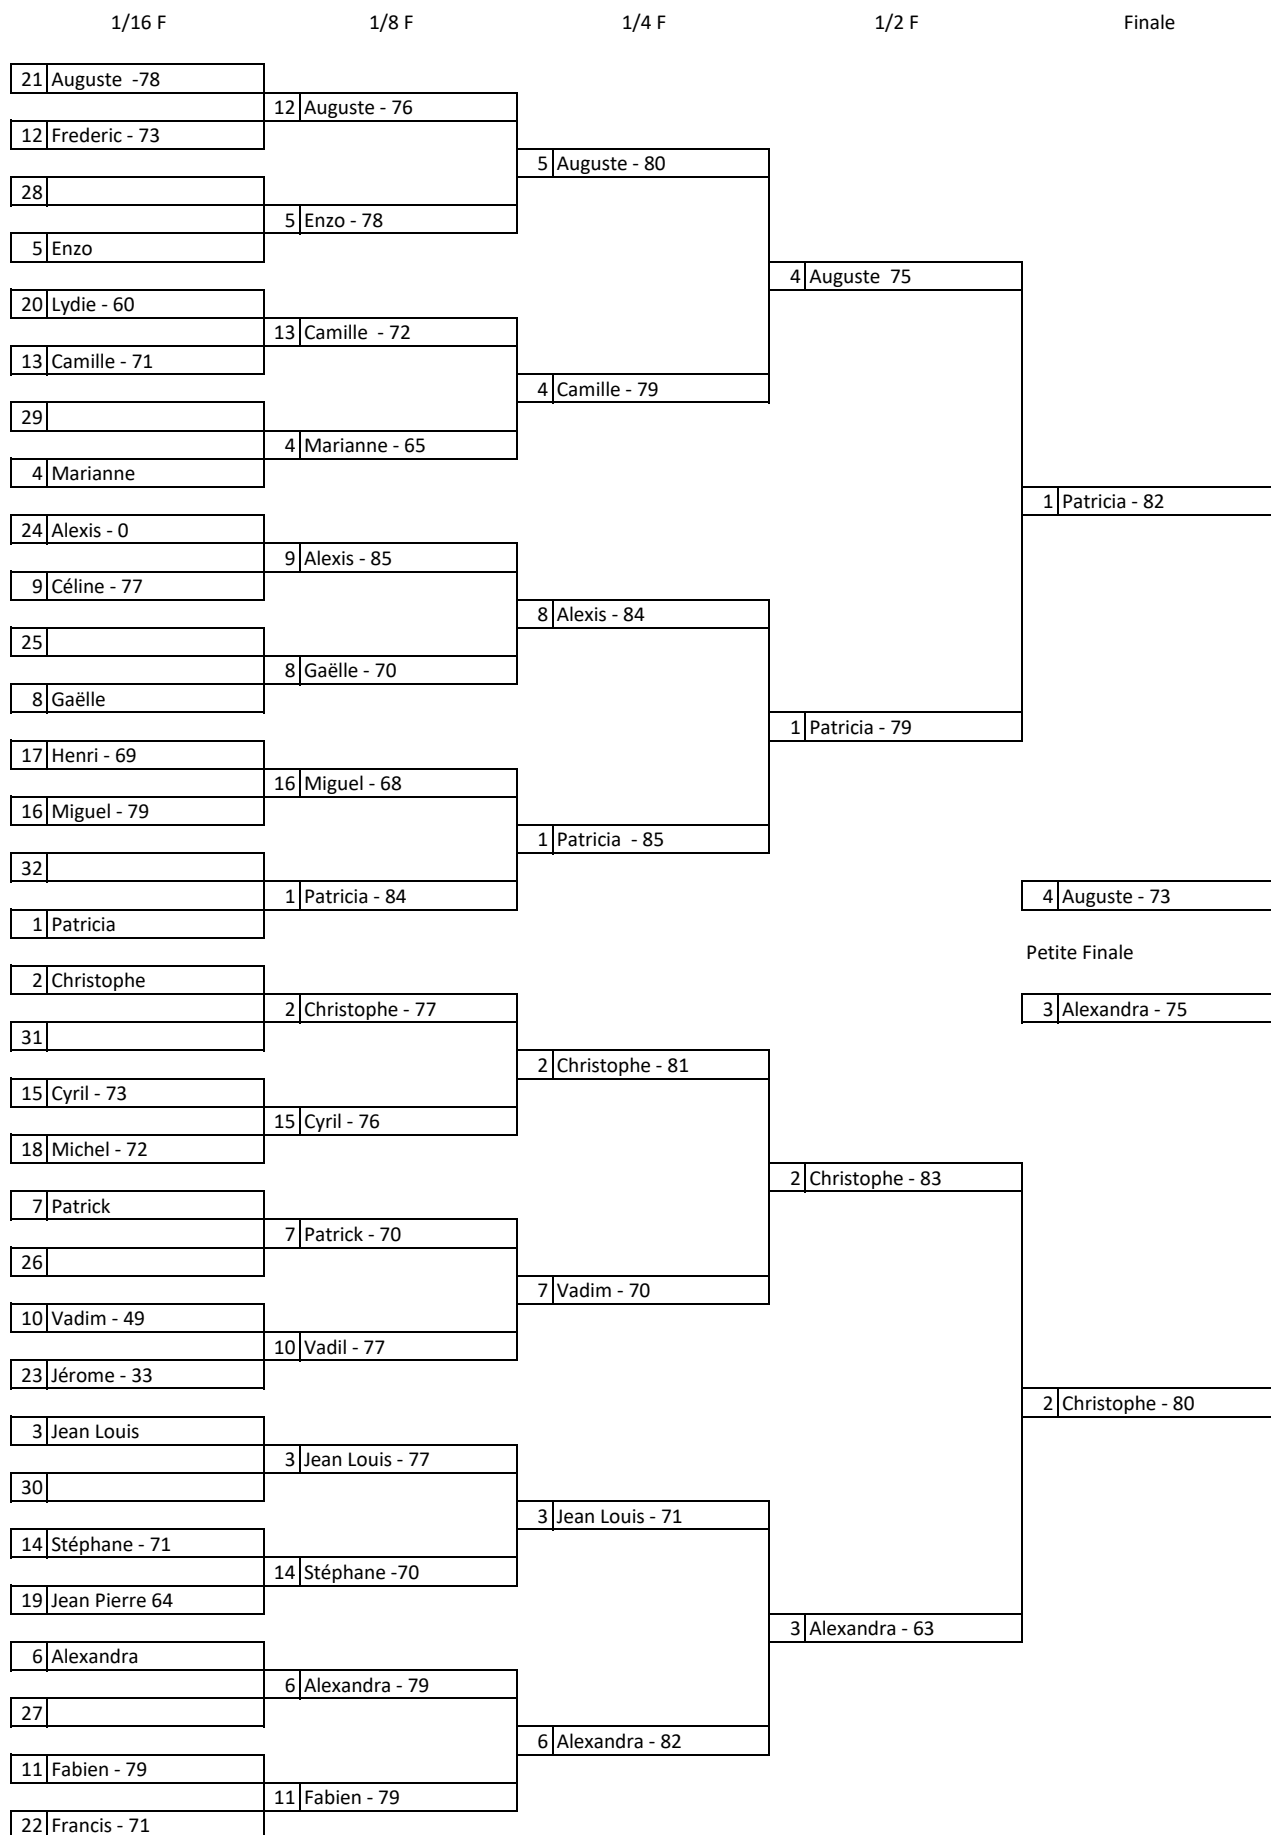 1/16 F 1/8 F 1/4 F 1/2 F Finale
21 Auguste  -78
12 Auguste - 76
12 Frederic - 73
5 Auguste - 80
28
5 Enzo - 78
5 Enzo
4 Auguste  75
20 Lydie - 60
13 Camille  - 72
13 Camille - 71
4 Camille - 79
29
4 Marianne - 65
4 Marianne
1 Patricia - 82
24 Alexis - 0
9 Alexis - 85
9 Céline - 77
8 Alexis - 84
25
8 Gaëlle - 70
8 Gaëlle
1 Patricia - 79
17 Henri - 69
16 Miguel - 68
16 Miguel - 79
1 Patricia  - 85
32
1 Patricia - 84 4 Auguste - 73
1 Patricia
Petite Finale
2 Christophe
2 Christophe - 77 3 Alexandra - 75
31
2 Christophe - 81
15 Cyril - 73
15 Cyril - 76
18 Michel - 72
2 Christophe - 83
7 Patrick
7 Patrick - 70
26
7 Vadim - 70
10 Vadim - 49
10 Vadil - 77
23 Jérome - 33
2 Christophe - 80
3 Jean Louis
3 Jean Louis - 77
30
3 Jean Louis - 71
14 Stéphane - 71
14 Stéphane -70
19 Jean Pierre 64
3 Alexandra - 63
6 Alexandra
6 Alexandra - 79
27
6 Alexandra - 82
11 Fabien - 79
11 Fabien - 79
22 Francis - 71